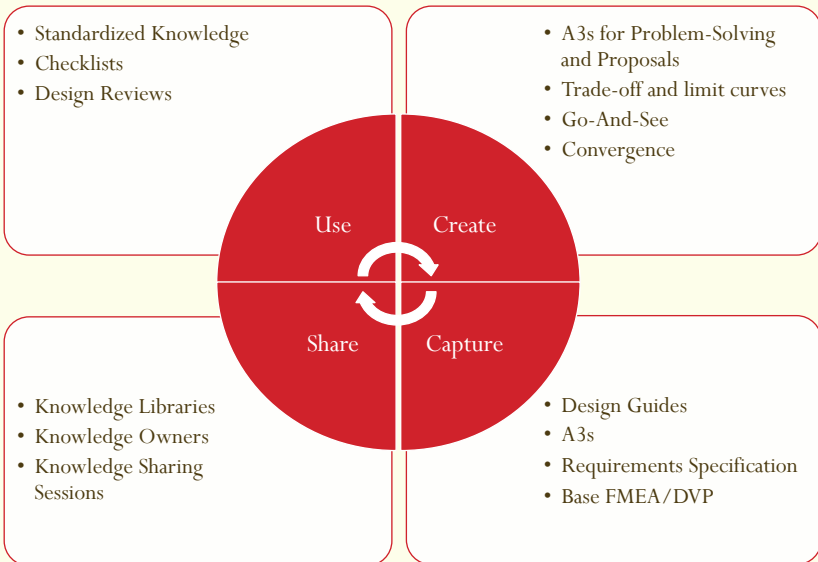 • Standardized Knowledge
• Checklists
• Design Reviews
• A3s for Problem-Solving
and Proposals
• Trade-off and limit curves
• Go-And-See
• Convergence
Use
Create
Share
Capture
• Knowledge Libraries
• Knowledge Owners
• Knowledge Sharing
Sessions
• Design Guides
• A3s
• Requirements Specification
• Base FMEA/DVP